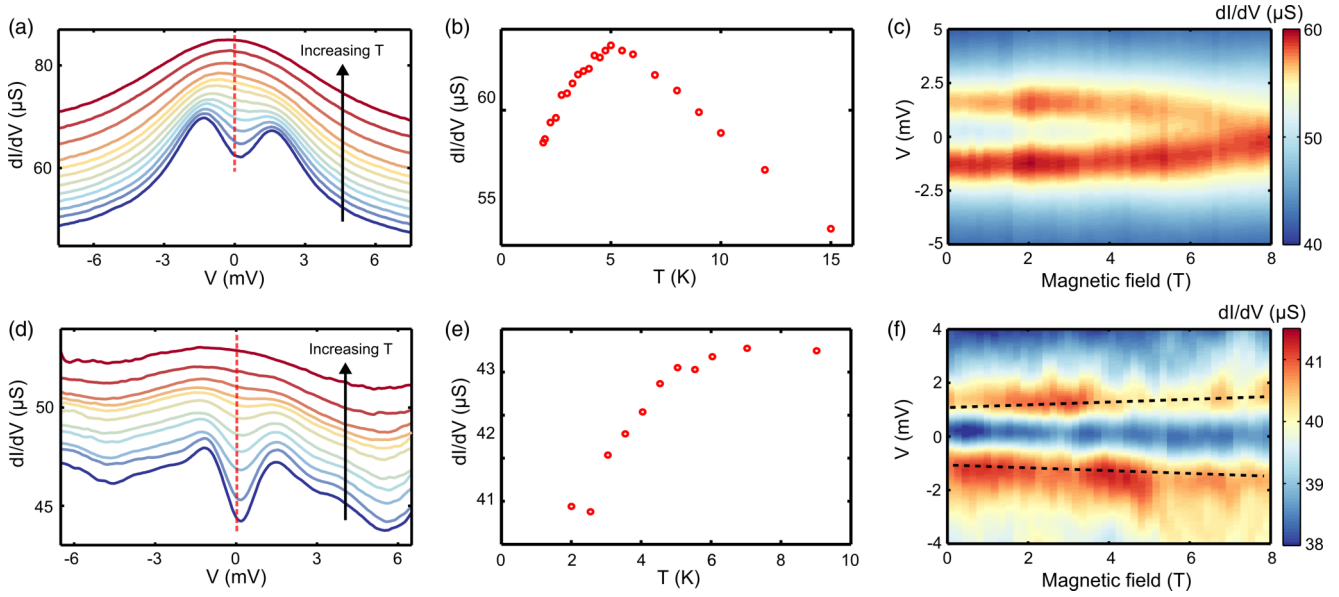 (a)
dI/dV (µS)
80
60
Increasing T
-6 -3 0 3 6
V (mV)
(b)
dI/dV (µS)
60
55
0 5 10 15
T (K)
(c)
dI/dV (µS)
V (mV)
5
2.5
0
-2.5
-5
0 2 4 6 8
Magnetic field (T)
60
55
50
45
40
(d)
dI/dV (µS)
50
45
Increasing T
-6 -3 0 3 6
V (mV)
(e)
dI/dV (µS)
43
42
41
0 2 4 6 8 10
T (K)
(f)
dI/dV (µS)
V (mV)
4
2
0
-2
-4
0 2 4 6 8
Magnetic field (T)
41
40
39
38